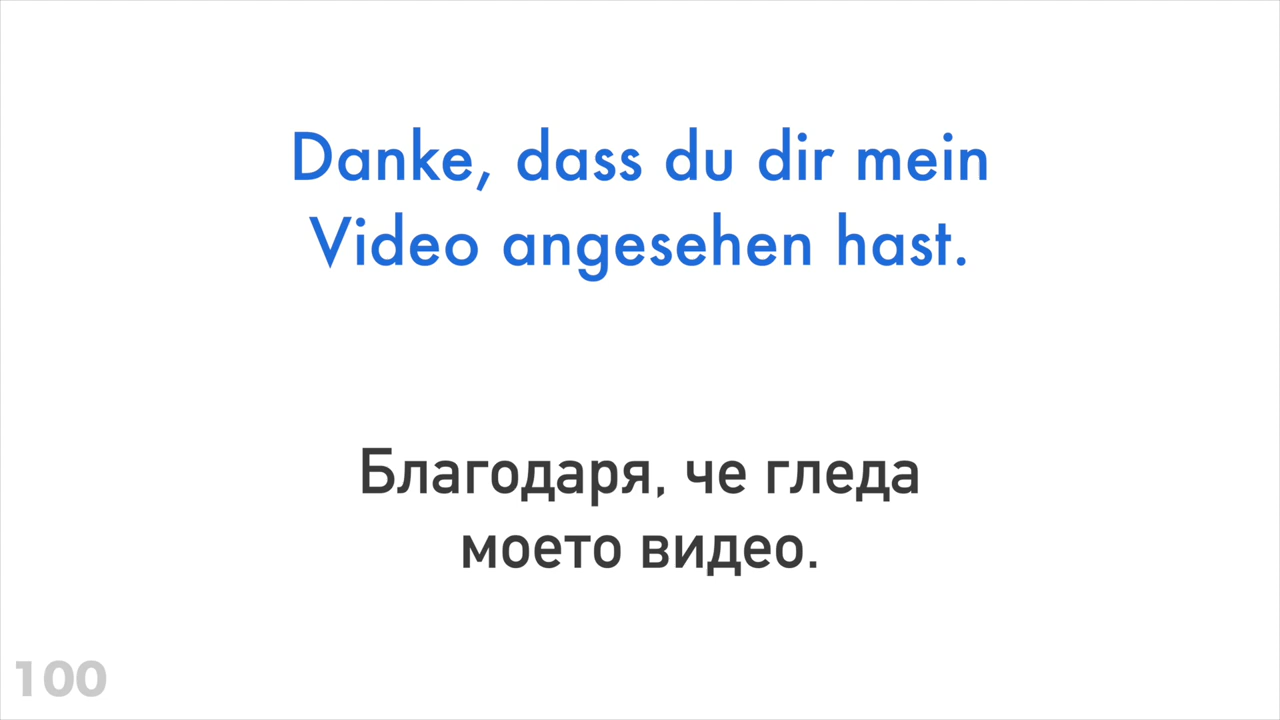 Danke, dass du dir mein
Video angesehen hast.
Благодаря, че гледа
моето видео.
100